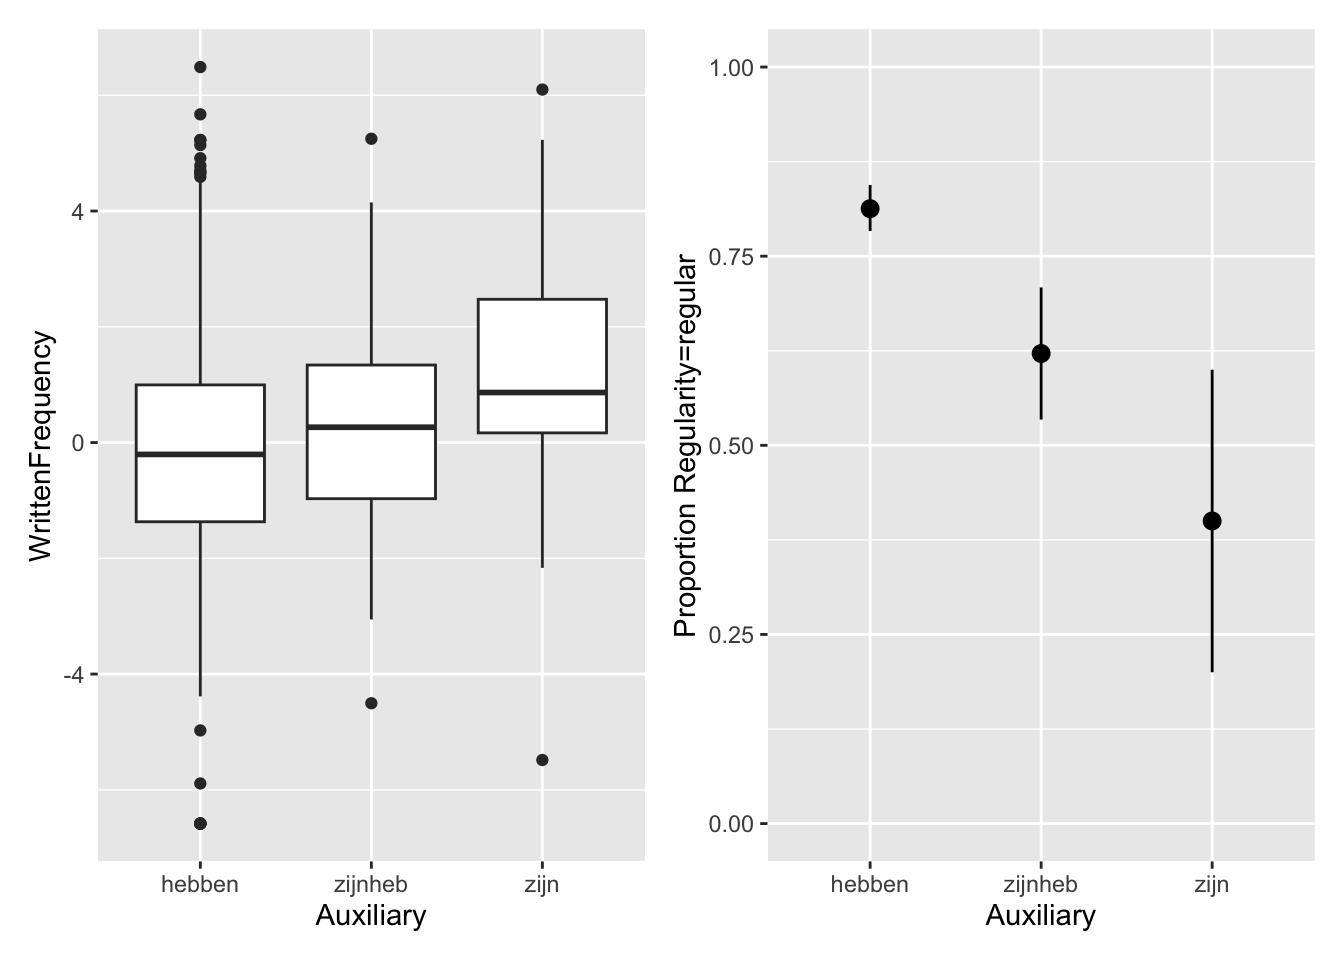 WrittenFrequency
4
0
-4
hebben zijnheb zijn
Auxiliary
Proportion Regularity=regular
1.00
0.75
0.50
0.25
0.00
hebben zijnheb zijn
Auxiliary